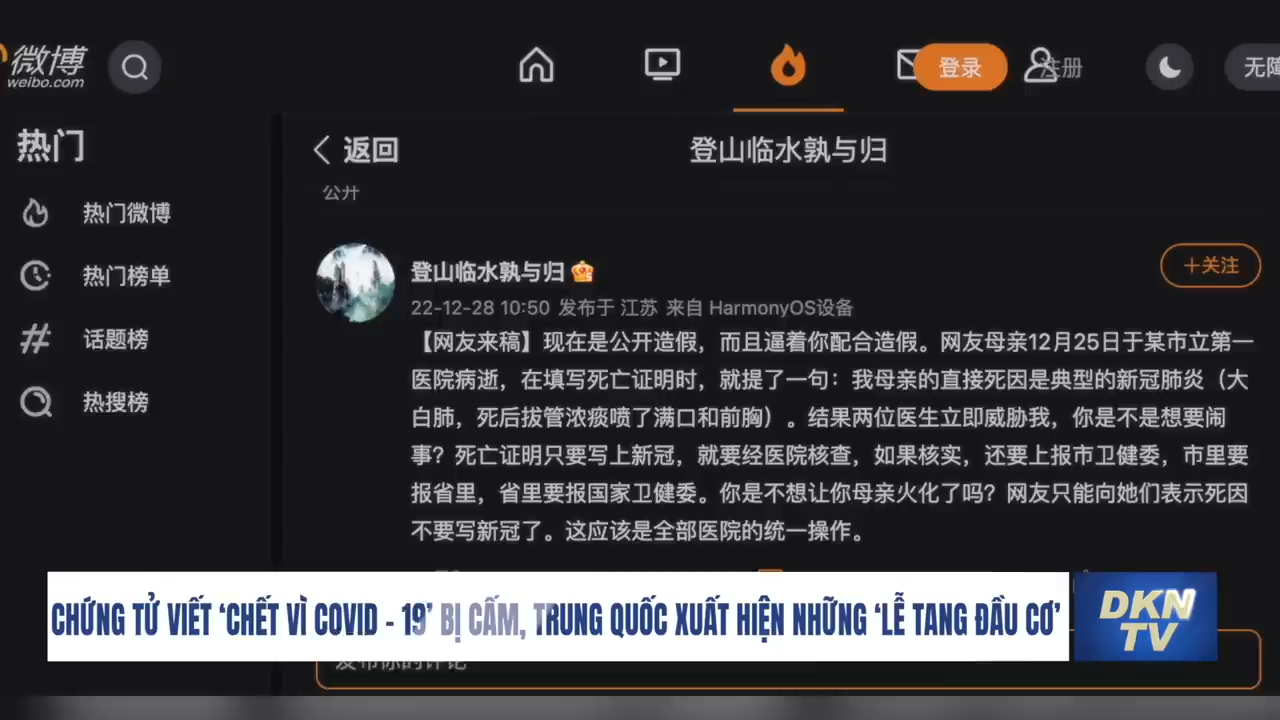 微博
weibo.com
登录
注册
无障
热门
返回
登山临水孰与归
公开
热门微博
热门榜单
话题榜
热搜榜
登山临水孰与归
+关注
22-12-28 10:50 发布于 江苏 来自 HarmonyOS设备
【网友来稿】现在是公开造假，而且逼着你配合造假。网友母亲12月25日于某市立第一
医院病逝，在填写死亡证明时，就提了一句：我母亲的直接死因是典型的新冠肺炎（大
白肺，死后拔管浓痰喷了满口和前胸）。结果两位医生立即威胁我，你是不是想要闹
事？死亡证明只要写上新冠，就要经医院核查，如果核实，还要上报市卫健委，市里要
报省里，省里要报国家卫健委。你是不想让你母亲火化了吗？网友只能向她们表示死因
不要写新冠了。这应该是全部医院的统一操作。
CHỨNG TỬ VIẾT ‘CHẾT VÌ COVID - 19’ BỊ CẤM, TRUNG QUỐC XUẤT HIỆN NHỮNG ‘LỄ TANG ĐẦU CƠ’
DKN
TV
发布你的评论